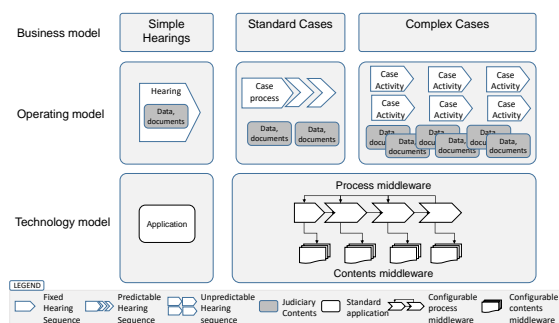 Business model
Simple
Hearings
Standard Cases
Complex Cases
Operating model
Hearing
Data,
documents
Case
process
Data,
documents
Data,
documents
Case
Activity
Case
Activity
Case
Activity
Case
Activity
Case
Activity
Case
Activity
Data,
documents
Data,
documents
Data,
documents
Data,
documents
Data,
documents
Data,
documents
Technology model
Application
Process middleware
Contents middleware
LEGEND
Fixed
Hearing
Sequence
Predictable
Hearing
Sequence
Unpredictable
Hearing
sequence
Judiciary
Contents
Standard
application
Configurable
process
middleware
Configurable
contents
middleware